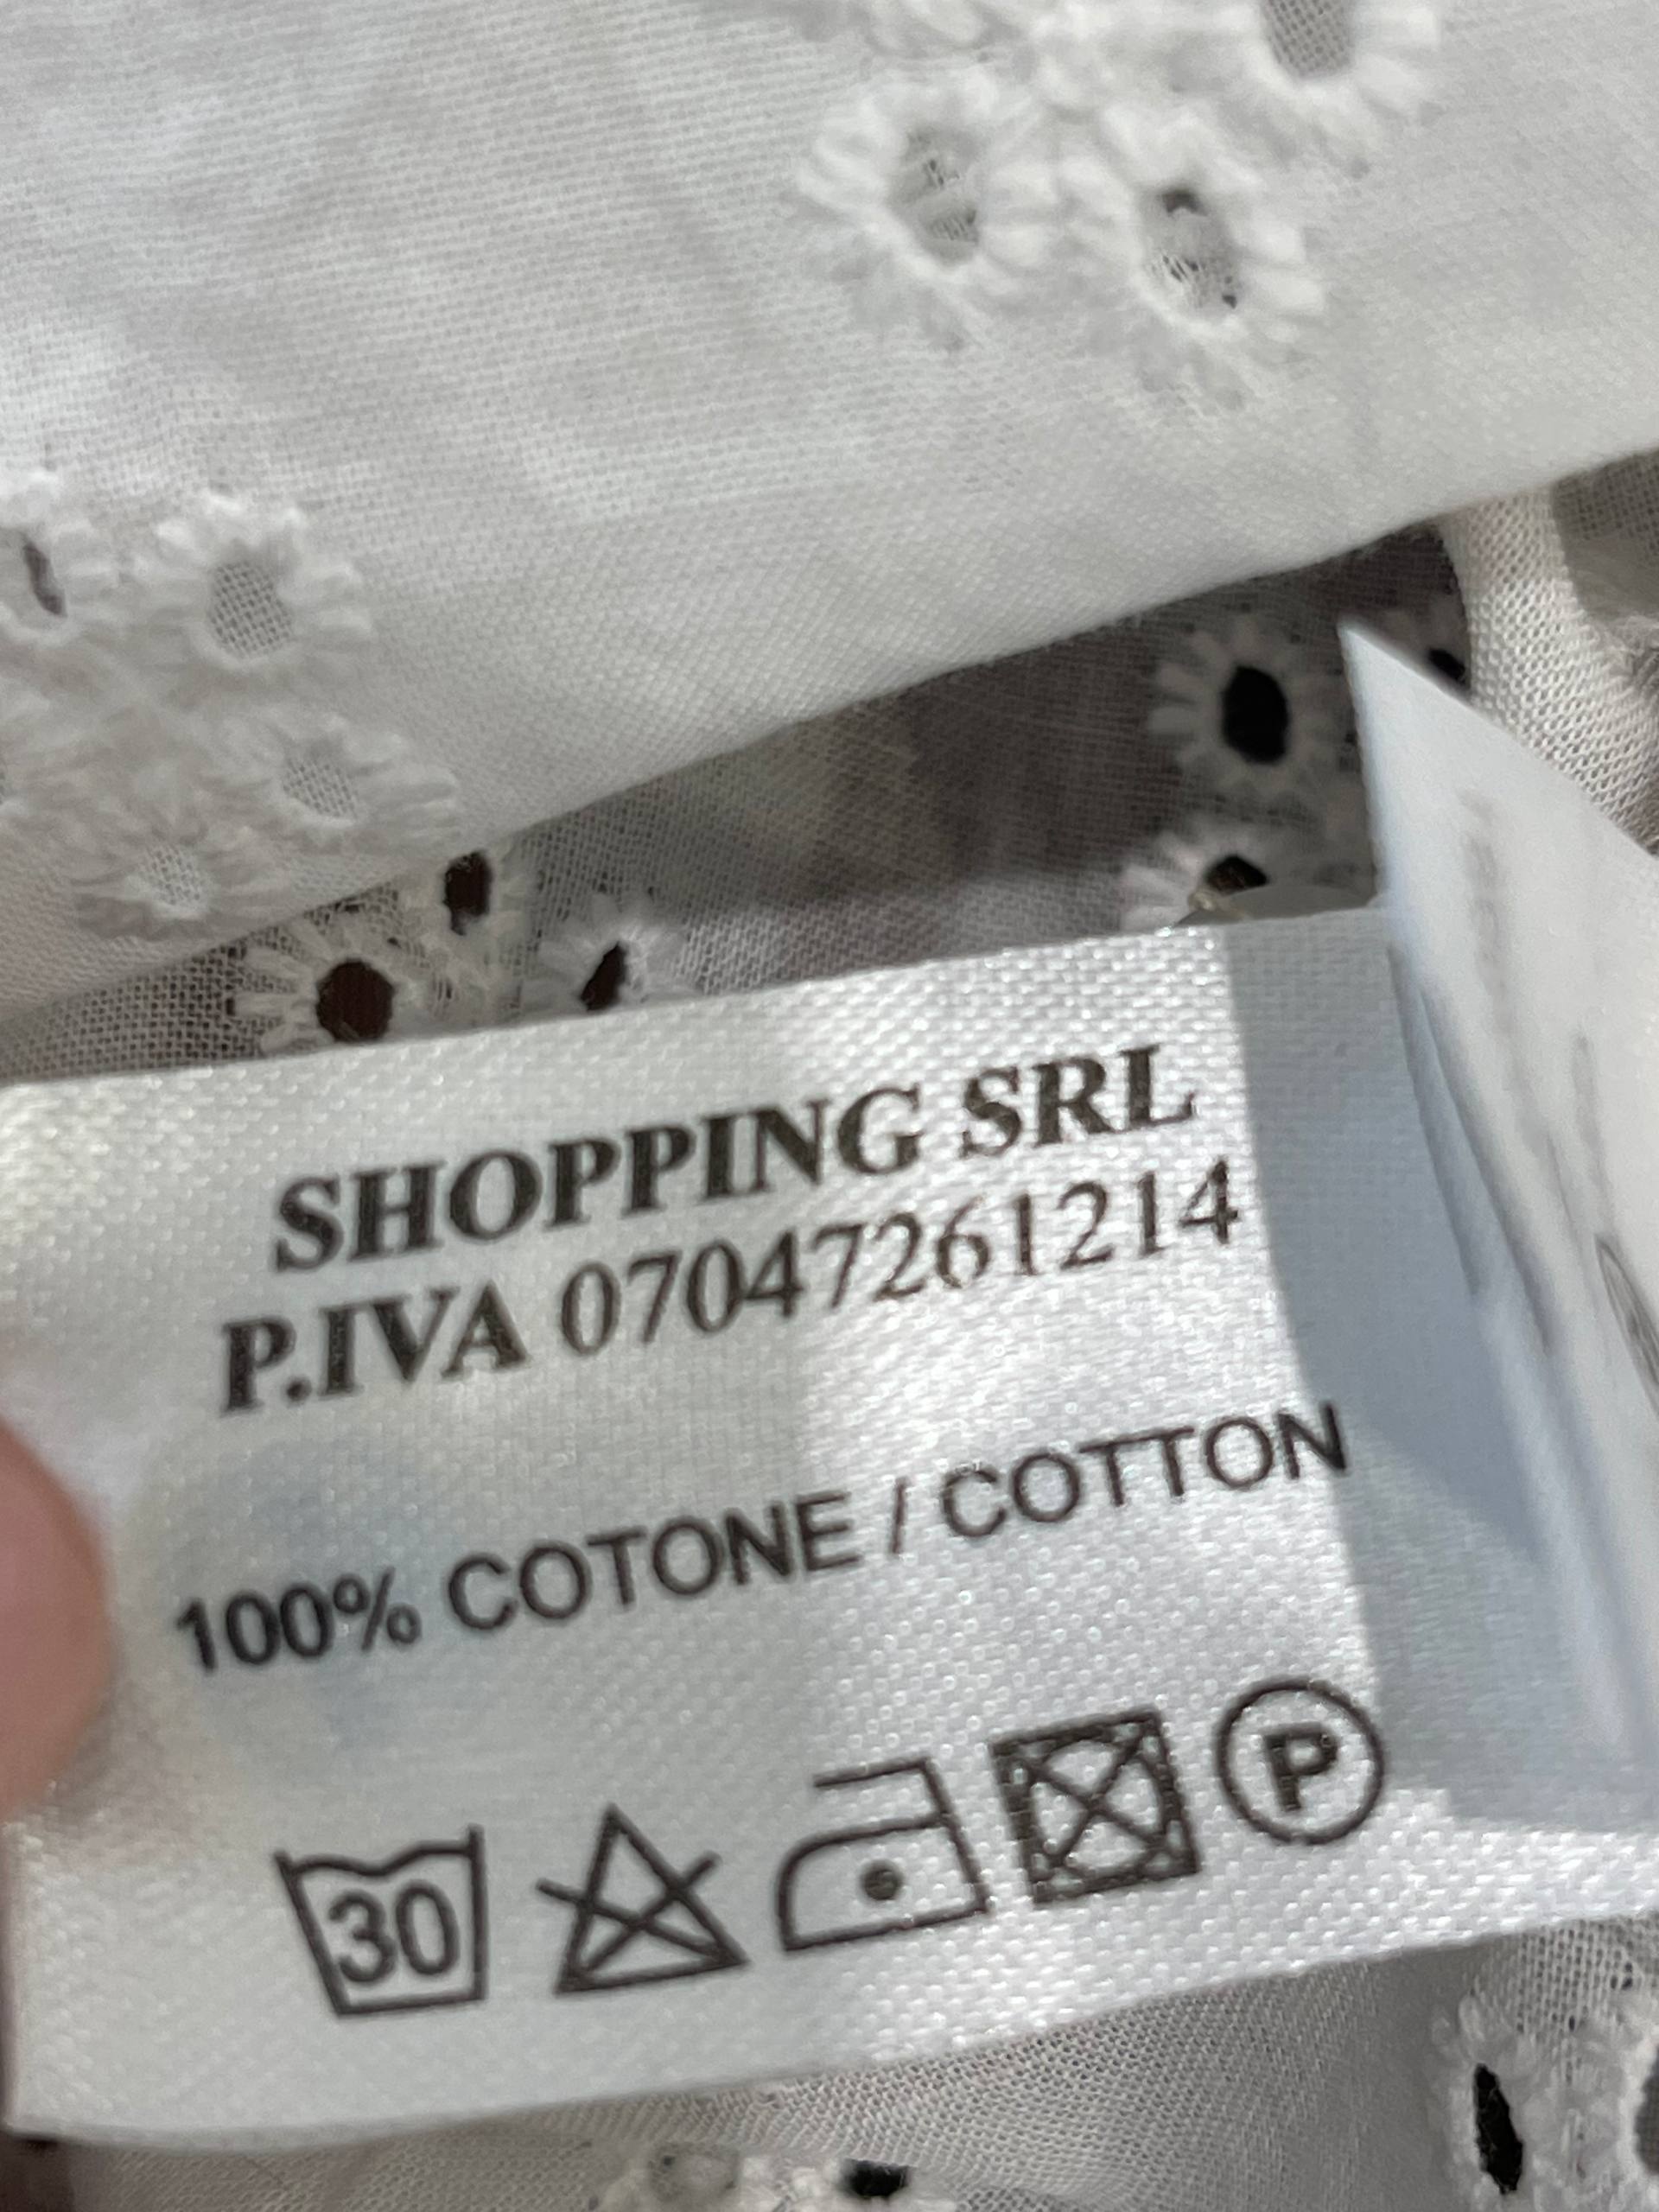 SHOPPING SRL
P.IVA 07047261214
100% COTONE / COTTON
30
P